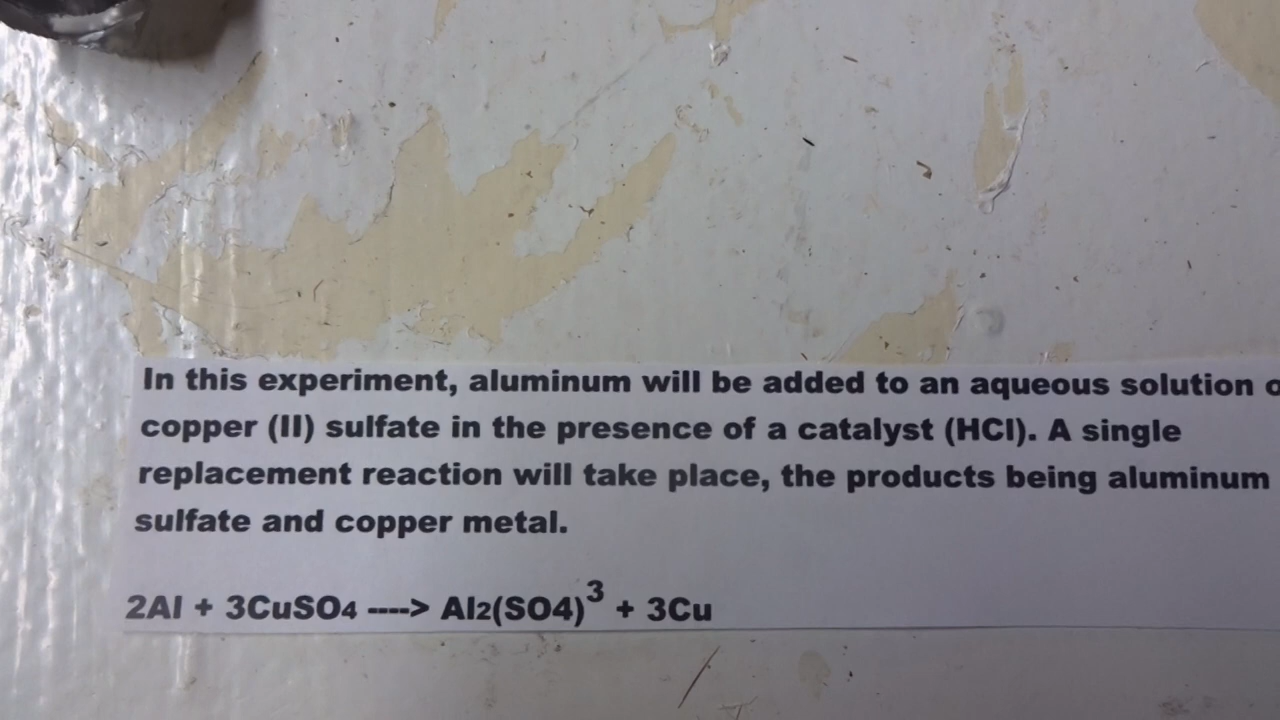 In this experiment, aluminum will be added to an aqueous solution
copper (II) sulfate in the presence of a catalyst (HCl). A single
replacement reaction will take place, the products being aluminum
sulfate and copper metal.
2Al + 3CuSO4 ----> Al2(SO4)³ + 3Cu